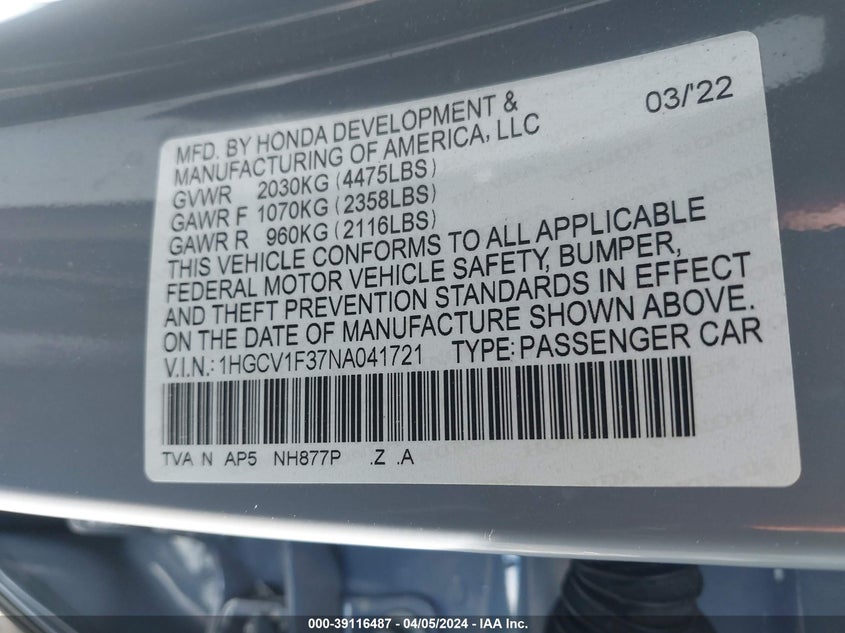 03/'22
MFD. BY HONDA DEVELOPMENT &
MANUFACTURING OF AMERICA, LLC
GVWR 2030KG (4475LBS)
GAWR F 1070KG (2358LBS)
GAWR R 960KG (2116LBS)
THIS VEHICLE CONFORMS TO ALL APPLICABLE
FEDERAL MOTOR VEHICLE SAFETY, BUMPER,
AND THEFT PREVENTION STANDARDS IN EFFECT
ON THE DATE OF MANUFACTURE SHOWN ABOVE.
V.I.N.: 1HGCV1F37NA041721 TYPE: PASSENGER CAR
TVA N AP5 NH877P .Z .A
000-39116487 - 04/05/2024 - IAA Inc.